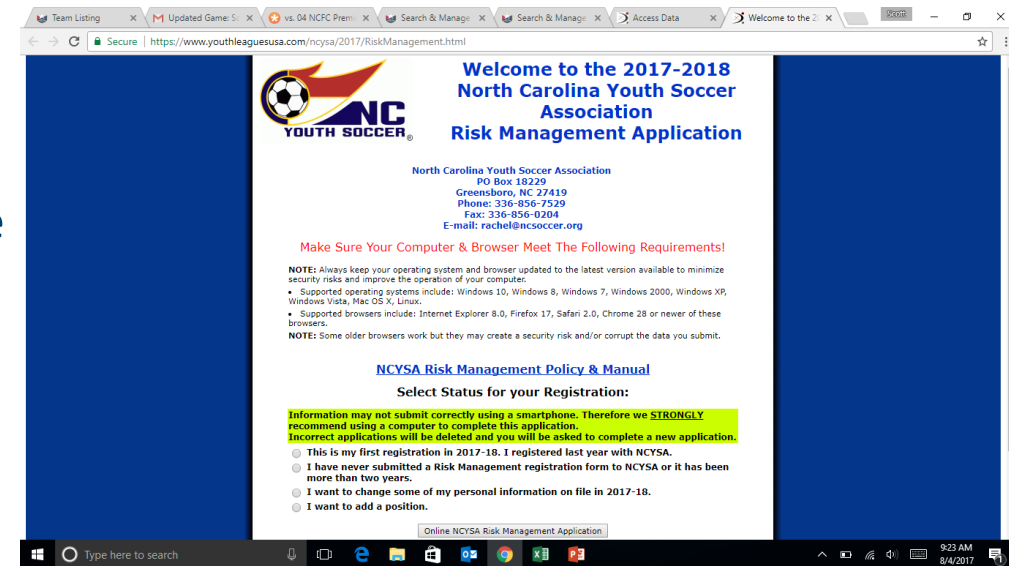 Team Listing
Updated Game: Sc
vs. 04 NCFC Premi
Search & Manage
Search & Manage
Access Data
Welcome to the 2
Scott
Secure | https://www.youthleaguesusa.com/ncysa/2017/RiskManagement.html
NC
YOUTH SOCCER®
Welcome to the 2017-2018
North Carolina Youth Soccer
Association
Risk Management Application
North Carolina Youth Soccer Association
PO Box 18229
Greensboro, NC 27419
Phone: 336-856-7529
Fax: 336-856-0204
E-mail: rachel@ncsoccer.org
e
Make Sure Your Computer & Browser Meet The Following Requirements!
NOTE: Always keep your operating system and browser updated to the latest version available to minimize
security risks and improve the operation of your computer.
• Supported operating systems include: Windows 10, Windows 8, Windows 7, Windows 2000, Windows XP,
Windows Vista, Mac OS X, Linux.
• Supported browsers include: Internet Explorer 8.0, Firefox 17, Safari 2.0, Chrome 28 or newer of these
browsers.
NOTE: Some older browsers work but they may create a security risk and/or corrupt the data you submit.
NCYSA Risk Management Policy & Manual
Select Status for your Registration:
Information may not submit correctly using a smartphone. Therefore we STRONGLY
recommend using a computer to complete this application.
Incorrect applications will be deleted and you will be asked to complete a new application.
This is my first registration in 2017-18. I registered last year with NCYSA.
I have never submitted a Risk Management registration form to NCYSA or it has been
more than two years.
I want to change some of my personal information on file in 2017-18.
I want to add a position.
Online NCYSA Risk Management Application
Type here to search
9:23 AM
8/4/2017